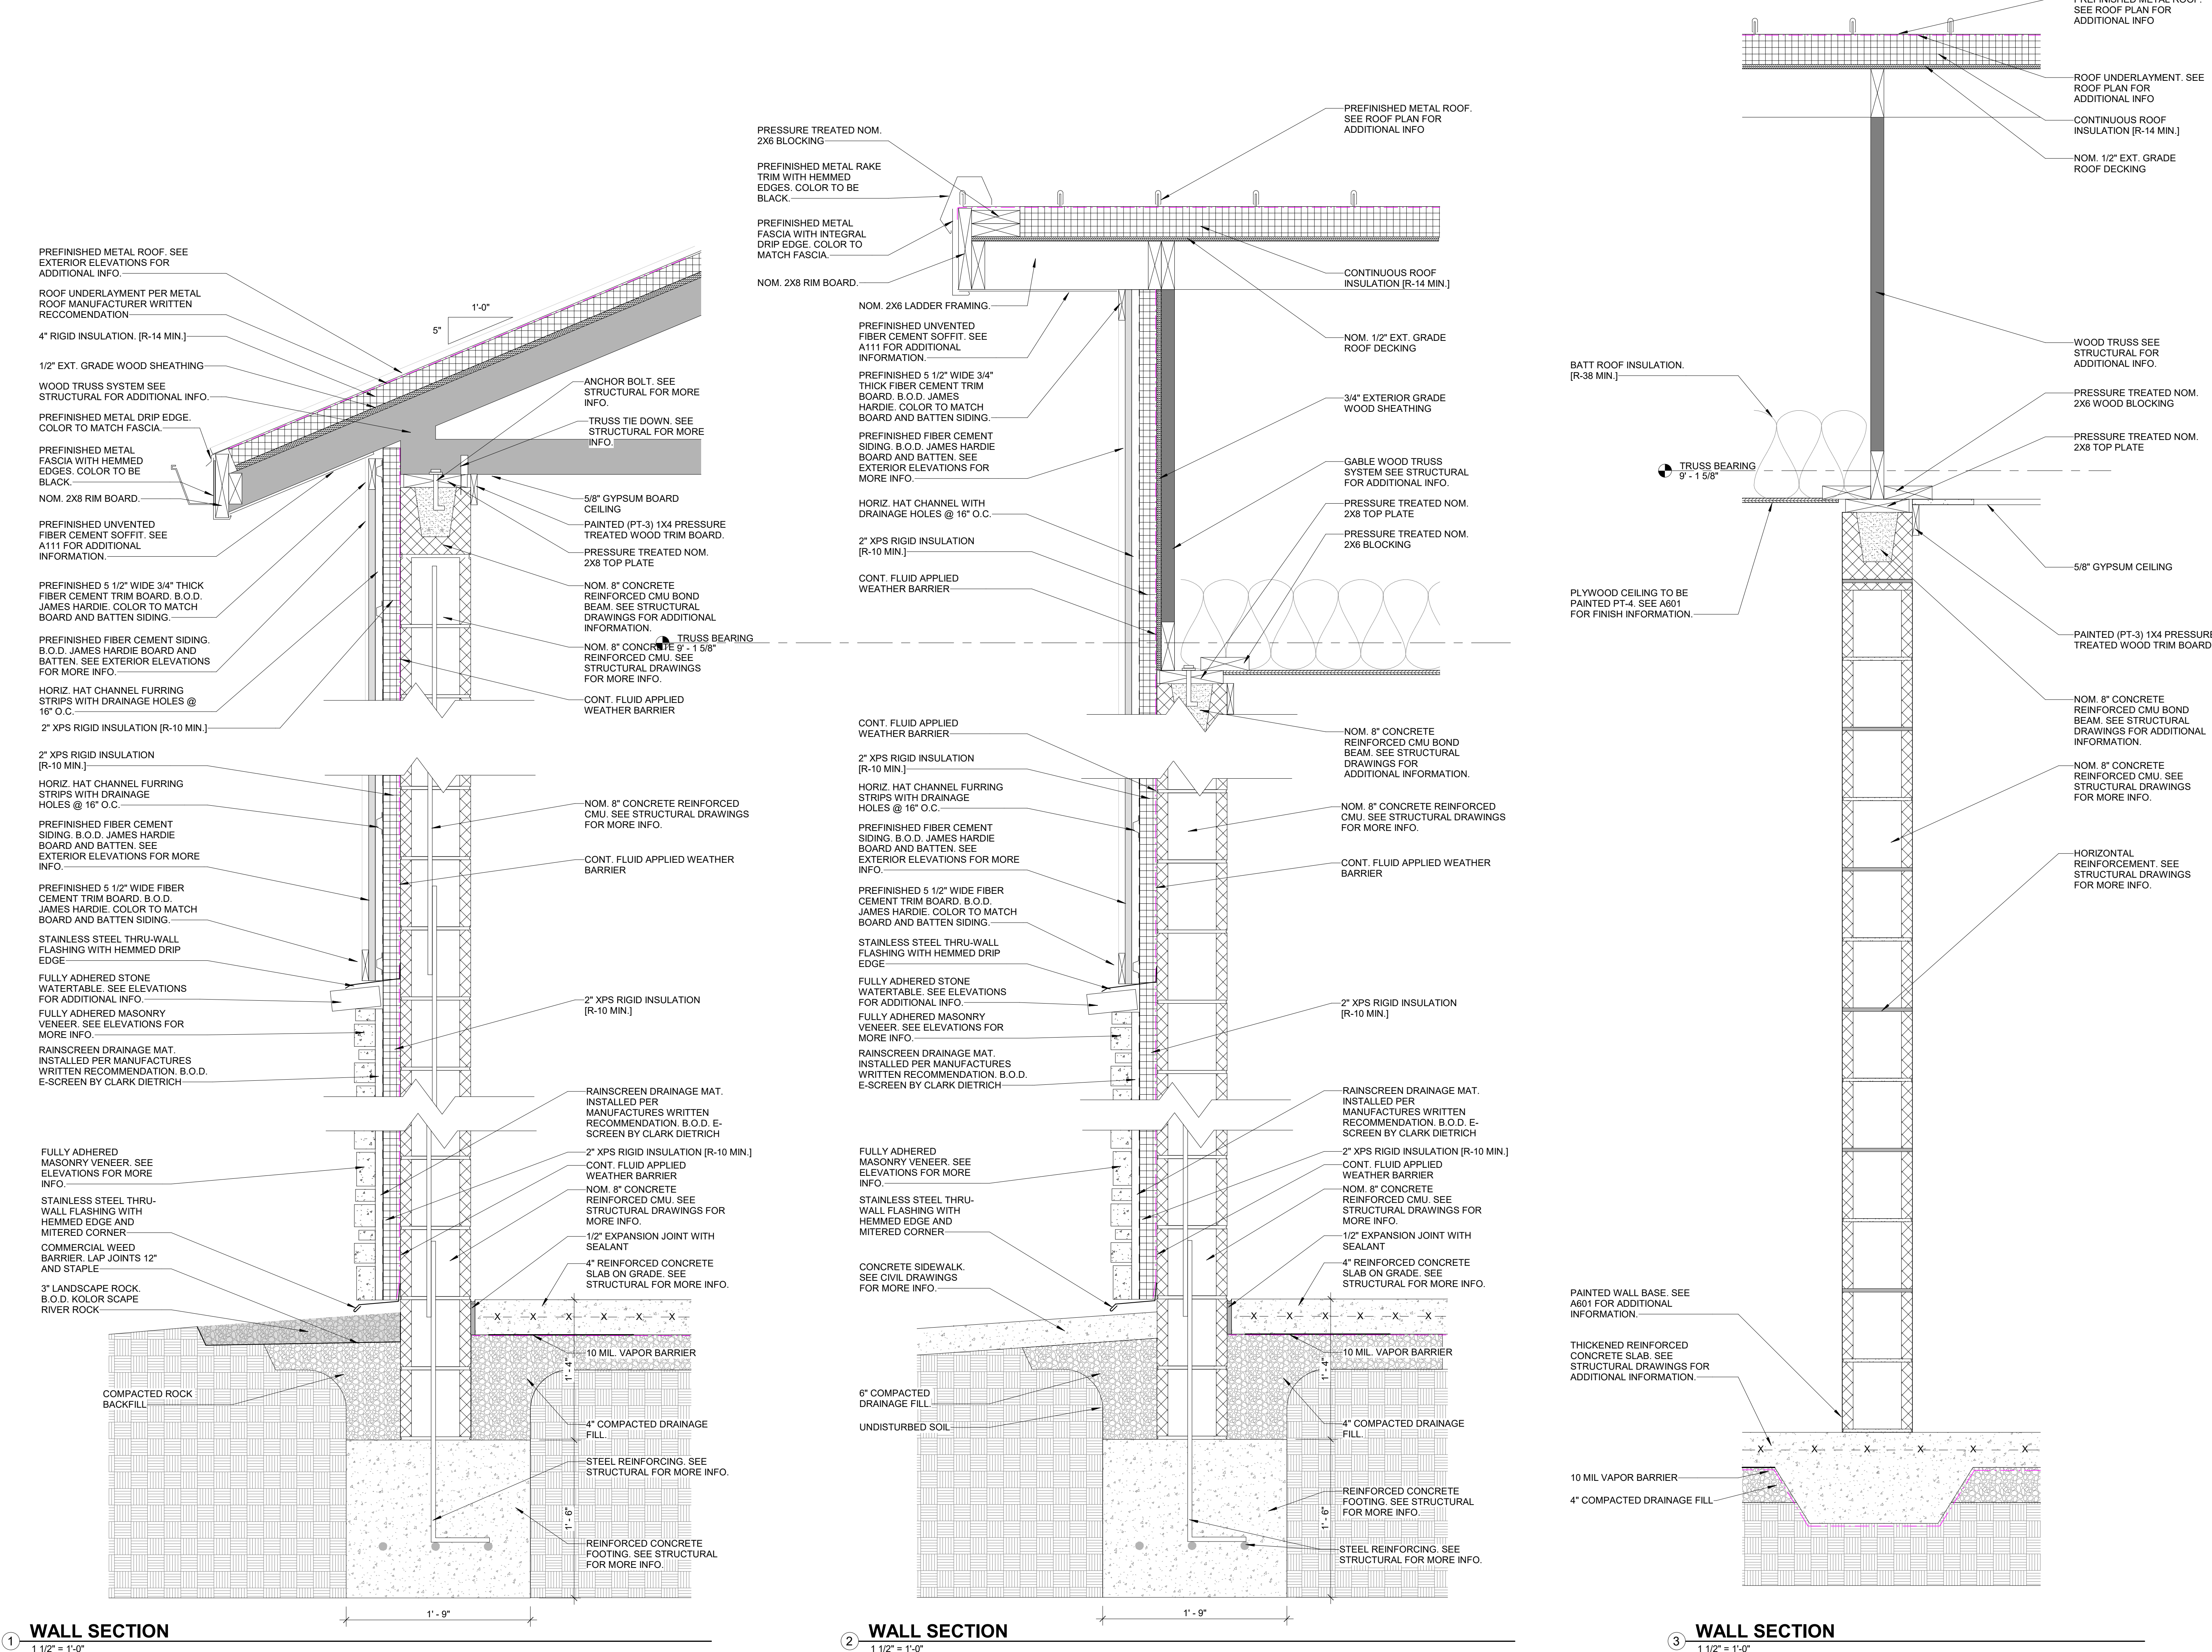 PREFINISHED METAL ROOF. SEE
EXTERIOR ELEVATIONS FOR
ADDITIONAL INFO.
ROOF UNDERLAYMENT PER METAL
ROOF MANUFACTURER WRITTEN
RECCOMENDATION
4" RIGID INSULATION. [R-14 MIN.]
1/2" EXT. GRADE WOOD SHEATHING
WOOD TRUSS SYSTEM SEE
STRUCTURAL FOR ADDITIONAL INFO.
PREFINISHED METAL DRIP EDGE.
COLOR TO MATCH FASCIA.
PREFINISHED METAL
FASCIA WITH HEMMED
EDGES. COLOR TO BE
BLACK.
NOM. 2X8 RIM BOARD.
PREFINISHED UNVENTED
FIBER CEMENT SOFFIT. SEE
A111 FOR ADDITIONAL
INFORMATION.
PREFINISHED 5 1/2" WIDE 3/4" THICK
FIBER CEMENT TRIM BOARD. B.O.D.
JAMES HARDIE. COLOR TO MATCH
BOARD AND BATTEN SIDING.
PREFINISHED FIBER CEMENT SIDING.
B.O.D. JAMES HARDIE BOARD AND
BATTEN. SEE EXTERIOR ELEVATIONS
FOR MORE INFO.
HORIZ. HAT CHANNEL FURRING
STRIPS WITH DRAINAGE HOLES @
16" O.C.
2" XPS RIGID INSULATION [R-10 MIN.]
2" XPS RIGID INSULATION
[R-10 MIN.]
HORIZ. HAT CHANNEL FURRING
STRIPS WITH DRAINAGE
HOLES @ 16" O.C.
PREFINISHED FIBER CEMENT
SIDING. B.O.D. JAMES HARDIE
BOARD AND BATTEN. SEE
EXTERIOR ELEVATIONS FOR MORE
INFO.
PREFINISHED 5 1/2" WIDE FIBER
CEMENT TRIM BOARD. B.O.D.
JAMES HARDIE. COLOR TO MATCH
BOARD AND BATTEN SIDING.
STAINLESS STEEL THRU-WALL
FLASHING WITH HEMMED DRIP
EDGE
FULLY ADHERED STONE
WATERTABLE. SEE ELEVATIONS
FOR ADDITIONAL INFO.
FULLY ADHERED MASONRY
VENEER. SEE ELEVATIONS FOR
MORE INFO.
RAINSCREEN DRAINAGE MAT.
INSTALLED PER MANUFACTURES
WRITTEN RECOMMENDATION. B.O.D.
E-SCREEN BY CLARK DIETRICH
FULLY ADHERED
MASONRY VENEER. SEE
ELEVATIONS FOR MORE
INFO.
STAINLESS STEEL THRU-
WALL FLASHING WITH
HEMMED EDGE AND
MITERED CORNER
COMMERCIAL WEED
BARRIER. LAP JOINTS 12"
AND STAPLE
3" LANDSCAPE ROCK.
B.O.D. KOLOR SCAPE
RIVER ROCK
COMPACTED ROCK
BACKFILL
1'-0"
5"
ANCHOR BOLT. SEE
STRUCTURAL FOR MORE
INFO.
TRUSS TIE DOWN. SEE
STRUCTURAL FOR MORE
INFO.
5/8" GYPSUM BOARD
CEILING
PAINTED (PT-3) 1X4 PRESSURE
TREATED WOOD TRIM BOARD.
PRESSURE TREATED NOM.
2X8 TOP PLATE
NOM. 8" CONCRETE
REINFORCED CMU BOND
BEAM. SEE STRUCTURAL
DRAWINGS FOR ADDITIONAL
INFORMATION.
NOM. 8" CONCRETE
REINFORCED CMU. SEE
STRUCTURAL DRAWINGS
FOR MORE INFO.
TRUSS BEARING
9' - 1 5/8"
CONT. FLUID APPLIED
WEATHER BARRIER
NOM. 8" CONCRETE REINFORCED
CMU. SEE STRUCTURAL DRAWINGS
FOR MORE INFO.
CONT. FLUID APPLIED WEATHER
BARRIER
2" XPS RIGID INSULATION
[R-10 MIN.]
RAINSCREEN DRAINAGE MAT.
INSTALLED PER
MANUFACTURES WRITTEN
RECOMMENDATION. B.O.D. E-
SCREEN BY CLARK DIETRICH
2" XPS RIGID INSULATION [R-10 MIN.]
CONT. FLUID APPLIED
WEATHER BARRIER
NOM. 8" CONCRETE
REINFORCED CMU. SEE
STRUCTURAL DRAWINGS FOR
MORE INFO.
1/2" EXPANSION JOINT WITH
SEALANT
4" REINFORCED CONCRETE
SLAB ON GRADE. SEE
STRUCTURAL FOR MORE INFO.
X X X X X X
10 MIL. VAPOR BARRIER
1' - 4"
4" COMPACTED DRAINAGE
FILL.
STEEL REINFORCING. SEE
STRUCTURAL FOR MORE INFO.
1' - 6"
REINFORCED CONCRETE
FOOTING. SEE STRUCTURAL
FOR MORE INFO.
1' - 9"
1 WALL SECTION
1 1/2" = 1'-0"
PRESSURE TREATED NOM.
2X6 BLOCKING
PREFINISHED METAL RAKE
TRIM WITH HEMMED
EDGES. COLOR TO BE
BLACK.
PREFINISHED METAL
FASCIA WITH INTEGRAL
DRIP EDGE. COLOR TO
MATCH FASCIA.
NOM. 2X8 RIM BOARD.
NOM. 2X6 LADDER FRAMING.
PREFINISHED UNVENTED
FIBER CEMENT SOFFIT. SEE
A111 FOR ADDITIONAL
INFORMATION.
PREFINISHED 5 1/2" WIDE 3/4"
THICK FIBER CEMENT TRIM
BOARD. B.O.D. JAMES
HARDIE. COLOR TO MATCH
BOARD AND BATTEN SIDING.
PREFINISHED FIBER CEMENT
SIDING. B.O.D. JAMES HARDIE
BOARD AND BATTEN. SEE
EXTERIOR ELEVATIONS FOR
MORE INFO.
HORIZ. HAT CHANNEL WITH
DRAINAGE HOLES @ 16" O.C.
2" XPS RIGID INSULATION
[R-10 MIN.]
CONT. FLUID APPLIED
WEATHER BARRIER
CONT. FLUID APPLIED
WEATHER BARRIER
2" XPS RIGID INSULATION
[R-10 MIN.]
HORIZ. HAT CHANNEL FURRING
STRIPS WITH DRAINAGE
HOLES @ 16" O.C.
PREFINISHED FIBER CEMENT
SIDING. B.O.D. JAMES HARDIE
BOARD AND BATTEN. SEE
EXTERIOR ELEVATIONS FOR MORE
INFO.
PREFINISHED 5 1/2" WIDE FIBER
CEMENT TRIM BOARD. B.O.D.
JAMES HARDIE. COLOR TO MATCH
BOARD AND BATTEN SIDING.
STAINLESS STEEL THRU-WALL
FLASHING WITH HEMMED DRIP
EDGE
FULLY ADHERED STONE
WATERTABLE. SEE ELEVATIONS
FOR ADDITIONAL INFO.
FULLY ADHERED MASONRY
VENEER. SEE ELEVATIONS FOR
MORE INFO.
RAINSCREEN DRAINAGE MAT.
INSTALLED PER MANUFACTURES
WRITTEN RECOMMENDATION. B.O.D.
E-SCREEN BY CLARK DIETRICH
FULLY ADHERED
MASONRY VENEER. SEE
ELEVATIONS FOR MORE
INFO.
STAINLESS STEEL THRU-
WALL FLASHING WITH
HEMMED EDGE AND
MITERED CORNER
CONCRETE SIDEWALK.
SEE CIVIL DRAWINGS
FOR MORE INFO.
6" COMPACTED
DRAINAGE FILL.
UNDISTURBED SOIL
PREFINISHED METAL ROOF.
SEE ROOF PLAN FOR
ADDITIONAL INFO
CONTINUOUS ROOF
INSULATION [R-14 MIN.]
NOM. 1/2" EXT. GRADE
ROOF DECKING
3/4" EXTERIOR GRADE
WOOD SHEATHING
GABLE WOOD TRUSS
SYSTEM SEE STRUCTURAL
FOR ADDITIONAL INFO.
PRESSURE TREATED NOM.
2X8 TOP PLATE
PRESSURE TREATED NOM.
2X6 BLOCKING
NOM. 8" CONCRETE
REINFORCED CMU BOND
BEAM. SEE STRUCTURAL
DRAWINGS FOR
ADDITIONAL INFORMATION.
NOM. 8" CONCRETE REINFORCED
CMU. SEE STRUCTURAL DRAWINGS
FOR MORE INFO.
CONT. FLUID APPLIED WEATHER
BARRIER
2" XPS RIGID INSULATION
[R-10 MIN.]
RAINSCREEN DRAINAGE MAT.
INSTALLED PER
MANUFACTURES WRITTEN
RECOMMENDATION. B.O.D. E-
SCREEN BY CLARK DIETRICH
2" XPS RIGID INSULATION [R-10 MIN.]
CONT. FLUID APPLIED
WEATHER BARRIER
NOM. 8" CONCRETE
REINFORCED CMU. SEE
STRUCTURAL DRAWINGS FOR
MORE INFO.
1/2" EXPANSION JOINT WITH
SEALANT
4" REINFORCED CONCRETE
SLAB ON GRADE. SEE
STRUCTURAL FOR MORE INFO.
X X X X X X
10 MIL. VAPOR BARRIER
1' - 4"
4" COMPACTED DRAINAGE
FILL.
REINFORCED CONCRETE
FOOTING. SEE STRUCTURAL
FOR MORE INFO.
1' - 6"
STEEL REINFORCING. SEE
STRUCTURAL FOR MORE INFO.
1' - 9"
2 WALL SECTION
1 1/2" = 1'-0"
BATT ROOF INSULATION.
[R-38 MIN.]
TRUSS BEARING
9' - 1 5/8"
PLYWOOD CEILING TO BE
PAINTED PT-4. SEE A601
FOR FINISH INFORMATION.
PAINTED WALL BASE. SEE
A601 FOR ADDITIONAL
INFORMATION.
THICKENED REINFORCED
CONCRETE SLAB. SEE
STRUCTURAL DRAWINGS FOR
ADDITIONAL INFORMATION.
10 MIL VAPOR BARRIER
4" COMPACTED DRAINAGE FILL
X X X X X X
PREFINISHED METAL ROOF.
SEE ROOF PLAN FOR
ADDITIONAL INFO
ROOF UNDERLAYMENT. SEE
ROOF PLAN FOR
ADDITIONAL INFO
CONTINUOUS ROOF
INSULATION [R-14 MIN.]
NOM. 1/2" EXT. GRADE
ROOF DECKING
WOOD TRUSS SEE
STRUCTURAL FOR
ADDITIONAL INFO.
PRESSURE TREATED NOM.
2X6 WOOD BLOCKING
PRESSURE TREATED NOM.
2X8 TOP PLATE
5/8" GYPSUM CEILING
PAINTED (PT-3) 1X4 PRESSURE
TREATED WOOD TRIM BOARD
NOM. 8" CONCRETE
REINFORCED CMU BOND
BEAM. SEE STRUCTURAL
DRAWINGS FOR ADDITIONAL
INFORMATION.
NOM. 8" CONCRETE
REINFORCED CMU. SEE
STRUCTURAL DRAWINGS
FOR MORE INFO.
HORIZONTAL
REINFORCEMENT. SEE
STRUCTURAL DRAWINGS
FOR MORE INFO.
3 WALL SECTION
1 1/2" = 1'-0"